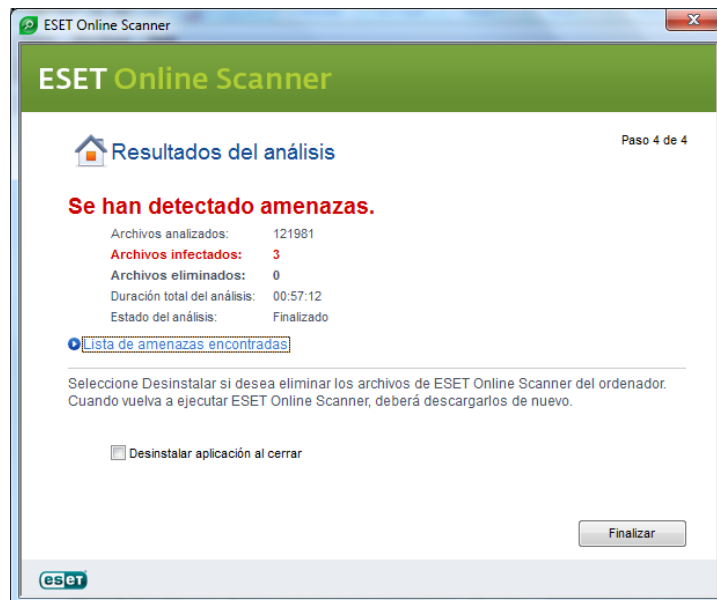 ESET Online Scanner
ESET Online Scanner
Resultados del análisis
Paso 4 de 4
Se han detectado amenazas.
Archivos analizados: 121981
Archivos infectados: 3
Archivos eliminados: 0
Duración total del análisis: 00:57:12
Estado del análisis: Finalizado
Lista de amenazas encontradas
Seleccione Desinstalar si desea eliminar los archivos de ESET Online Scanner del ordenador.
Cuando vuelva a ejecutar ESET Online Scanner, deberá descargarlos de nuevo.
Desinstalar aplicación al cerrar
Finalizar
eseT